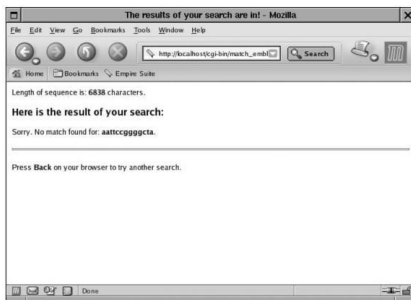 The results of your search are in! - Mozilla
File Edit View Go Bookmarks Tools Window Help
http://localhost/cgi-bin/match_embl Search
Home Bookmarks Empire Suite
Length of sequence is: 6838 characters.
Here is the result of your search:
Sorry. No match found for: aattccggggcta.
Press Back on your browser to try another search.
Done